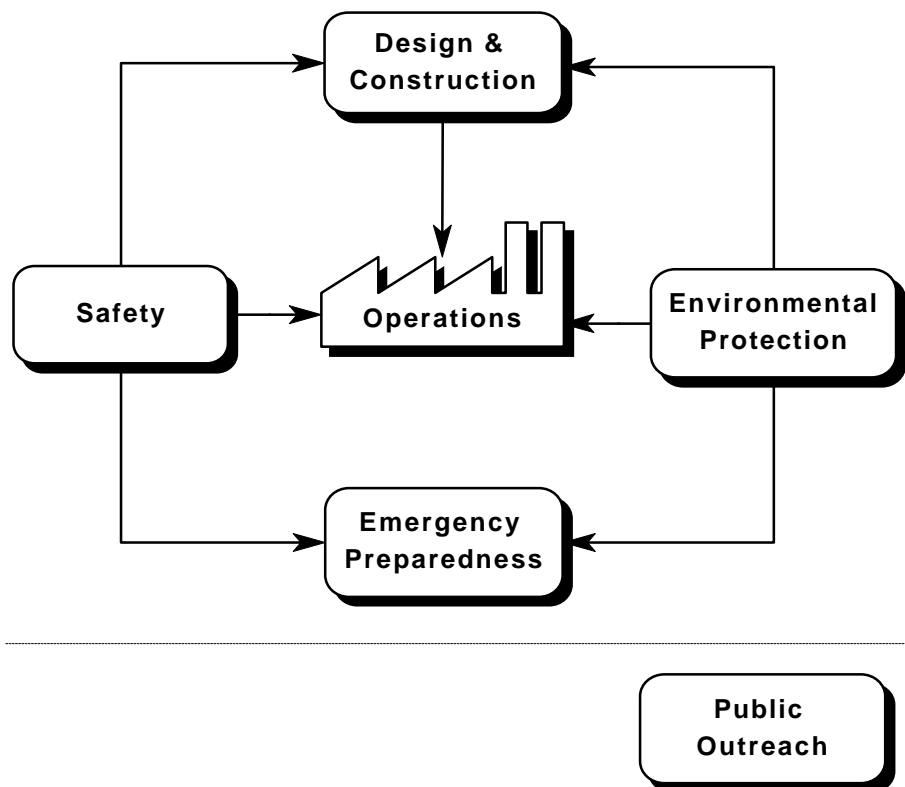 Design &
Construction
Safety
Operations
Environmental
Protection
Emergency
Preparedness
Public
Outreach